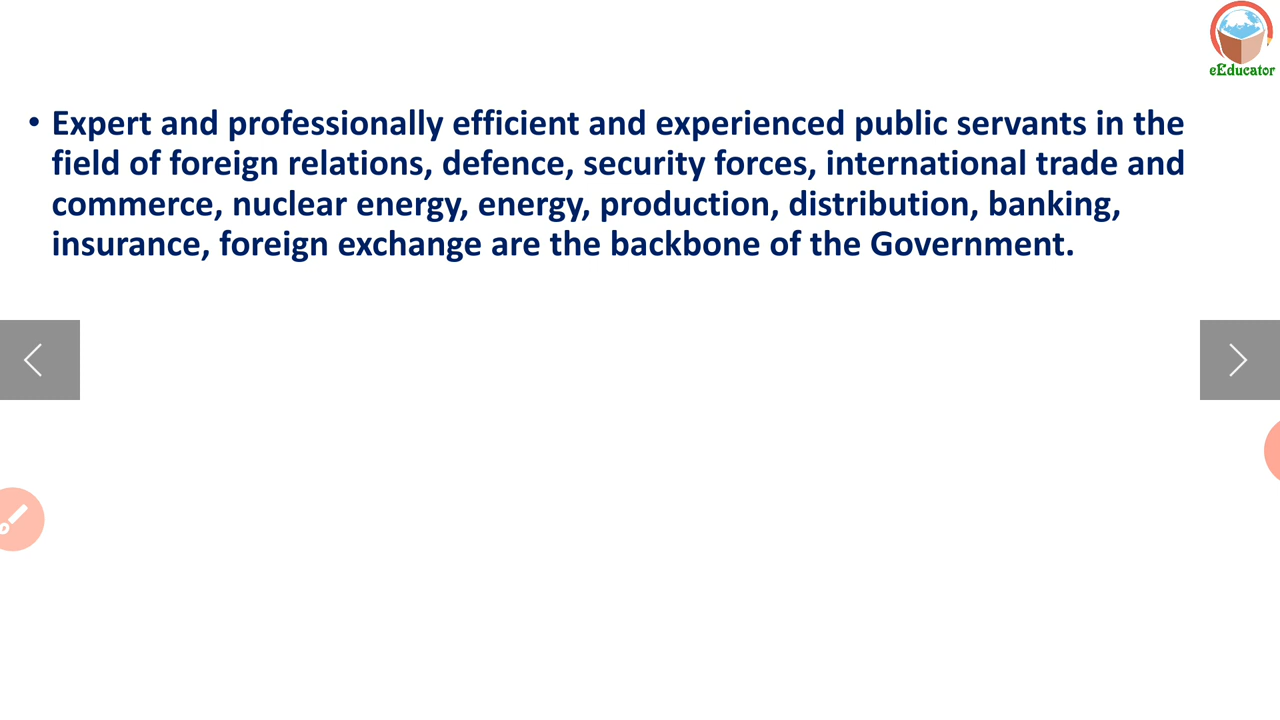 eEducator
• Expert and professionally efficient and experienced public servants in the
field of foreign relations, defence, security forces, international trade and
commerce, nuclear energy, energy, production, distribution, banking,
insurance, foreign exchange are the backbone of the Government.